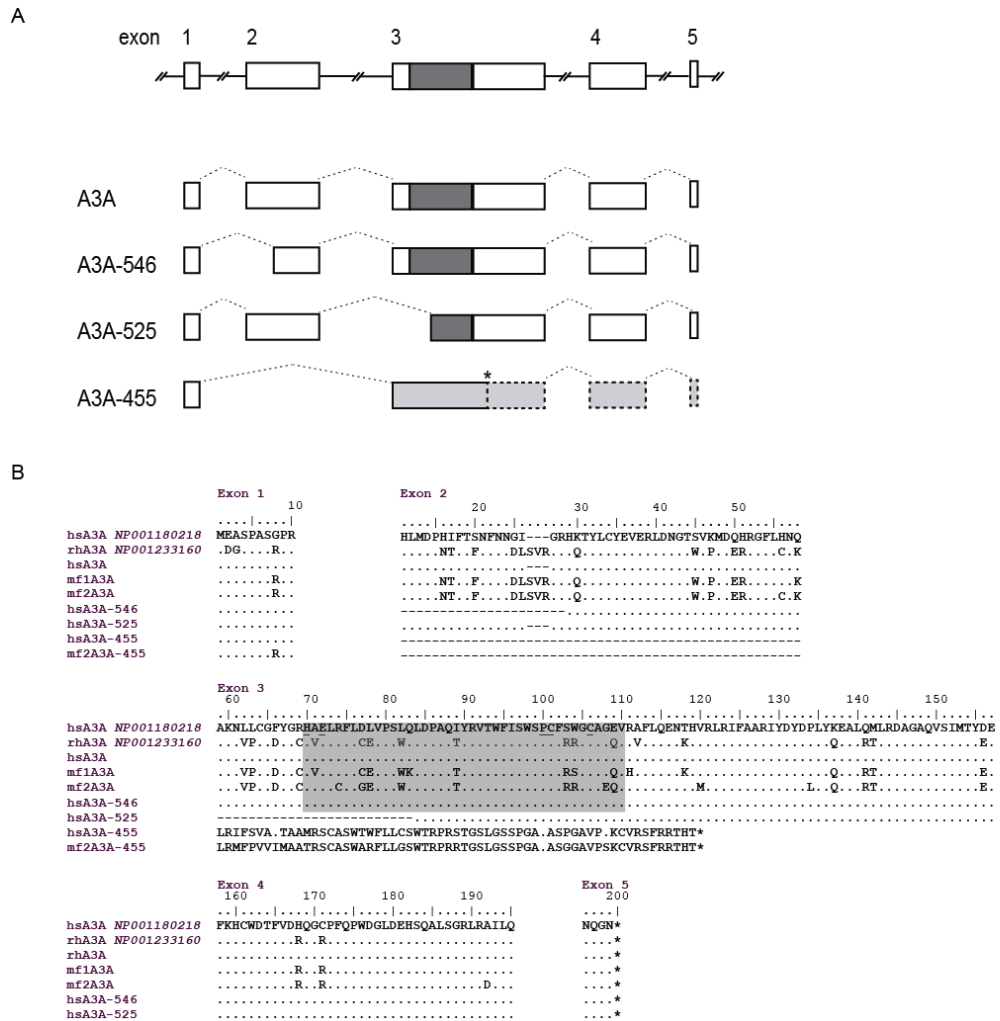 A
exon 1 2 3 4 5
A3A
A3A-546
A3A-525
*
A3A-455
B
Exon 1 Exon 2
10 20 30 40 50
hsA3A NP001180218 MEASPASGPR HLMDPHIFTSNFNNGI---GRHKTYLCYEVERLDNGTSVKMDQHRGFLHNQ
rhA3A NP001233160 .DG....R.. .....NT..F....DLSVR...Q..............W.P..ER....C.K
hsA3A .......... ................---................................
mf1A3A .......R.. .....NT..F....DLSVR...Q..............W.P..ER....C.K
mf2A3A .......R.. .....NT..F....DLSVR...Q..............W.P..ER....C.K
hsA3A-546 .......... ---------------------..............................
hsA3A-525 .......... ................---................................
hsA3A-455 .......... ---------------------------------------------------
mf2A3A-455 .......R.. ---------------------------------------------------
Exon 3
60 70 80 90 100 110 120 130 140 150
hsA3A NP001180218 AKNLLCGFYGRHAELRFLDLVPSLQLDPAQIYRVTWFISWSPCFSWGCAGEVRAFLQENTHVRLRIFAARIYDYDPLYKEALQMLRDAGAQVSIMTYDE
rhA3A NP001233160 ...VP..D..C.V.....CE...W......T.............RR....Q..V.....K..................Q...RT.............E.
hsA3A ...................................................................................................
mf1A3A ...VP..D..C.V.....CE...WK.....T.............RS....Q.H......K..................Q...RT.............E.
mf2A3A ...VP..D..C....C..GE...W......T.............RR...EQ..........V.............L..Q...RT.............E.
hsA3A-546 ...................................................................................................
hsA3A-525 -------------------------..........................................................................
hsA3A-455 LRIFSVA.TAAMRSCASWTWFLLCSWTRPRSTGSLGSSPGA.ASPGAVP.KCVRSFRRTHT*
mf2A3A-455 LRMFPVVIMAATRSCASWARFLLGSWTRPRRTGSLGSSPGA.ASGGAVPSKCVRSFRRTHT*
Exon 4 Exon 5
160 170 180 190 200
hsA3A NP001180218 FKHCWDTFVDHQGCPFQPWDGLDEHSQALSGRLRAILQ NQGN*
rhA3A NP001233160 ..........R..R........................ ....*
rhA3A ...................................... ....*
mf1A3A ..........R..R........................ ....*
mf2A3A ..........R..R....................D... ....*
hsA3A-546 ...................................... ....*
hsA3A-525 ...................................... ....*